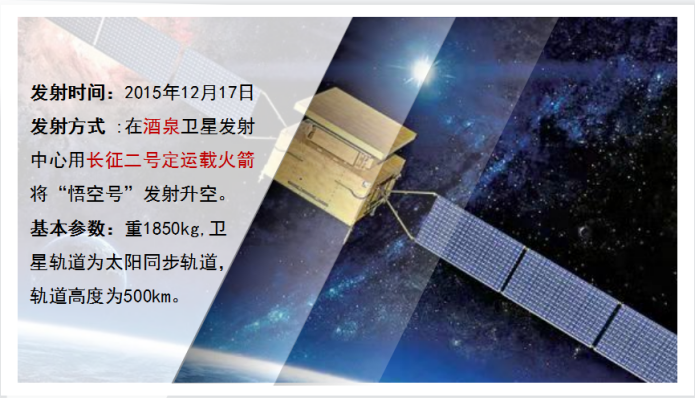 发射时间：2015年12月17日
发射方式 :在酒泉卫星发射
中心用长征二号定运载火箭
将“悟空号”发射升空。
基本参数：重1850kg,卫
星轨道为太阳同步轨道，
轨道高度为500km。